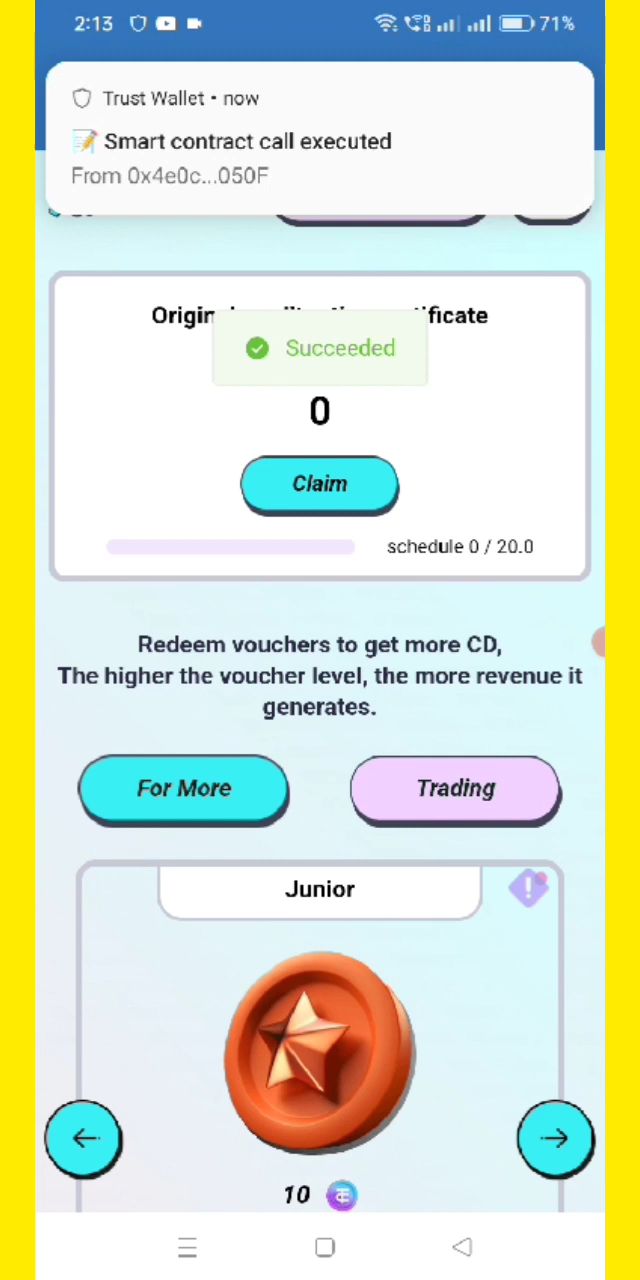 2:13
71%
Trust Wallet • now
📝 Smart contract call executed
From 0x4e0c...050F
Succeeded
0
Claim
schedule 0 / 20.0
Redeem vouchers to get more CD,
The higher the voucher level, the more revenue it
generates.
For More
Trading
Junior
10